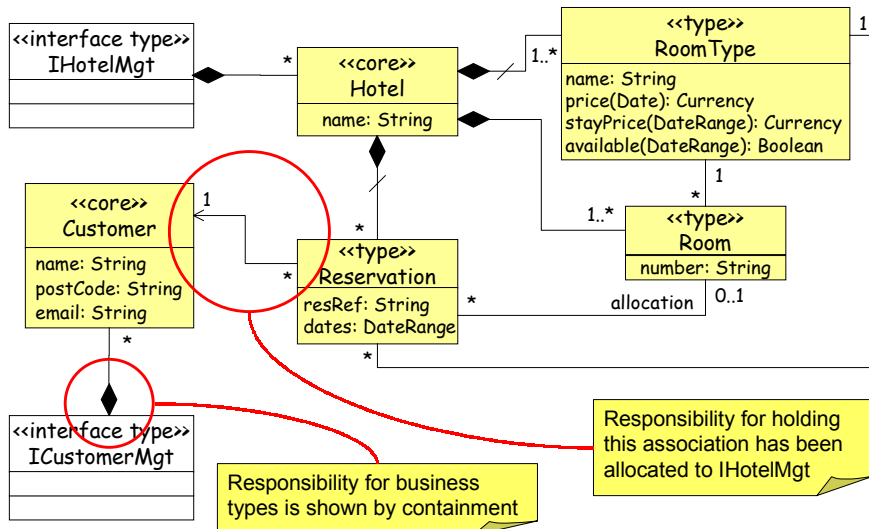 <<interface type>>
IHotelMgt
*
<<core>>
Hotel
name: String
1..*
<<type>>
RoomType
name: String
price(Date): Currency
stayPrice(DateRange): Currency
available(DateRange): Boolean
1
1
*
1..*
<<type>>
Room
number: String
0..1
allocation
*
<<core>>
Customer
name: String
postCode: String
email: String
1
*
*
<<type>>
Reservation
resRef: String
dates: DateRange
*
*
<<interface type>>
ICustomerMgt
Responsibility for business
types is shown by containment
Responsibility for holding
this association has been
allocated to IHotelMgt